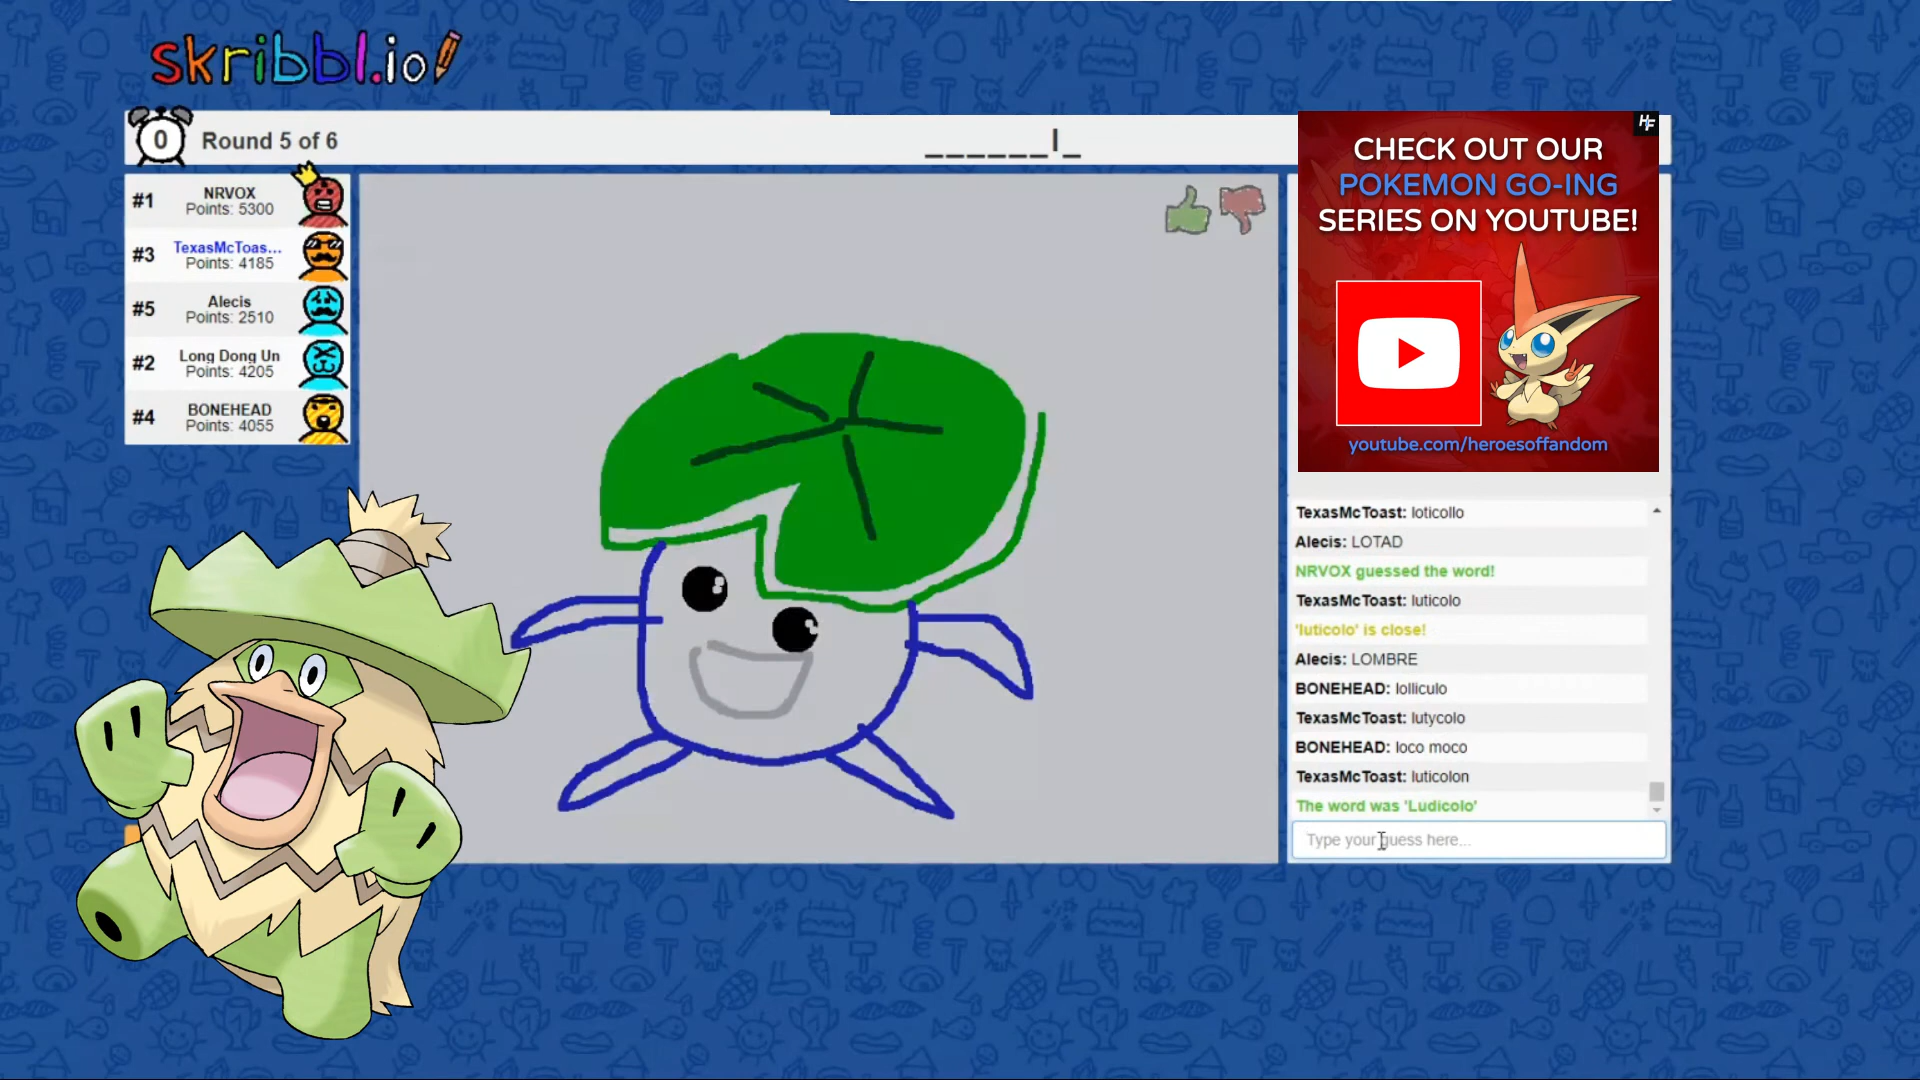 skribbl.io
0
Round 5 of 6
______l_
#1
NRVOX
Points: 5300
#3
TexasMcToas...
Points: 4185
#5
Alecis
Points: 2510
#2
Long Dong Un
Points: 4205
#4
BONEHEAD
Points: 4055
HF
CHECK OUT OUR
POKEMON GO-ING
SERIES ON YOUTUBE!
youtube.com/heroesoffandom
TexasMcToast: loticollo
Alecis: LOTAD
NRVOX guessed the word!
TexasMcToast: luticolo
'luticolo' is close!
Alecis: LOMBRE
BONEHEAD: lolliculo
TexasMcToast: lutycolo
BONEHEAD: loco moco
TexasMcToast: luticolon
The word was 'Ludicolo'
Type your guess here...